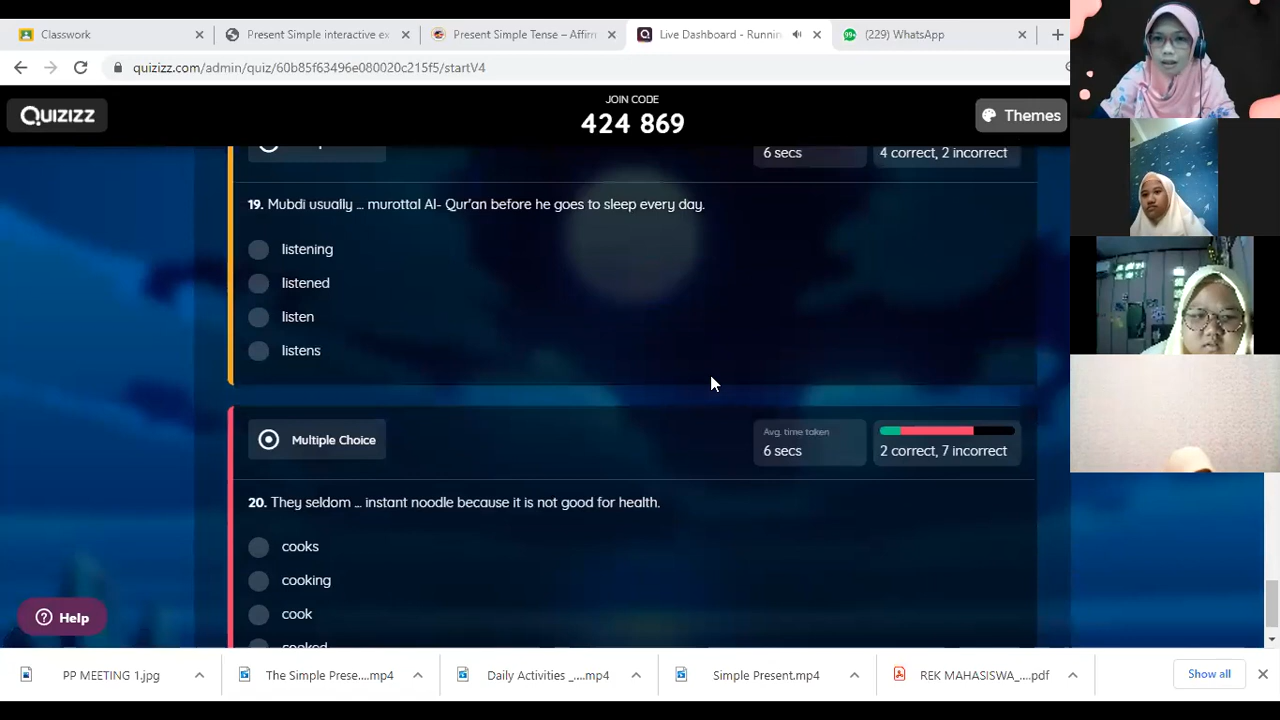 Classwork
Present Simple interactive ex
Present Simple Tense – Affirm
Live Dashboard - Runnin
99+
(229) WhatsApp
quizizz.com/admin/quiz/60b85f63496e080020c215f5/startV4
QUIZIZZ
JOIN CODE
424 869
Themes
6 secs
4 correct, 2 incorrect
19. Mubdi usually ... murottal Al- Qur'an before he goes to sleep every day.
listening
listened
listen
listens
Multiple Choice
Avg. time taken
6 secs
2 correct, 7 incorrect
20. They seldom ... instant noodle because it is not good for health.
cooks
cooking
cook
cooked
Help
PP MEETING 1.jpg
The Simple Prese....mp4
Daily Activities _....mp4
Simple Present.mp4
REK MAHASISWA_....pdf
Show all